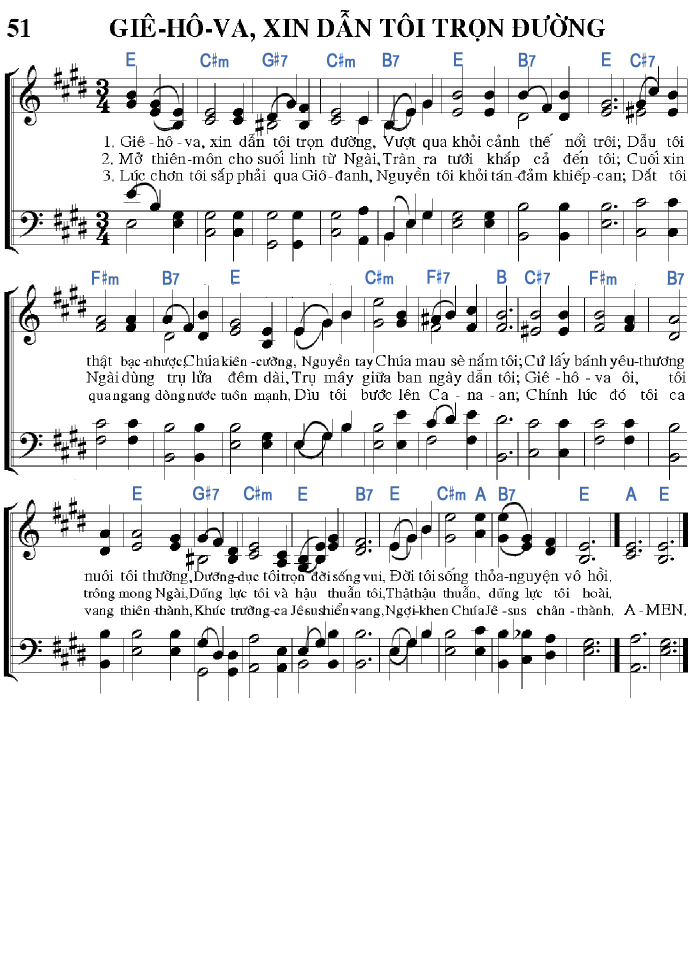 51 GIÊ-HÔ-VA, XIN DẪN TÔI TRỌN ĐƯỜNG
E C#m G#7 C#m B7 E B7 E C#7
3 4
1. Giê - hô - va, xin dẫn tôi trọn đường, Vượt qua khỏi cảnh thế nổi trôi; Dẫu tôi
2. Mở thiên-môn cho suối linh từ Ngài, Tràn ra tưới khắp cả đến tôi; Cuối xin
3. Lúc chơn tôi sắp phải qua Giô-đanh, Nguyền tôi khỏi tán-đảm khiếp-can; Dắt tôi
3 4
F#m B7 E C#m F#7 B C#7 F#m B7
thật bạc-nhược,Chúa kiên-cường, Nguyền tay Chúa mau sè nắm tôi; Cứ lấy bánh yêu-thương
Ngài dùng trụ lửa đêm dài, Trụ mây giữa ban ngày dẫn tôi; Giê - hô - va ôi, tôi
quang ang dòng nước tuôn mạnh, Dìu tôi bước lên Ca - na - an; Chính lúc đó tôi ca
E G#7 C#m E B7 E C#m A B7 E A E
nuôi tôi thường, Dưỡng-dục tôi trọn đời sống vui, Đời tôi sống thỏa-nguyện vô hồi.
trông mong Ngài, Dũng lực tôi và hậu thuẫn tôi,Thật hậu thuẫn, dũng lực tôi hoài.
vang thiên-thành, Khúc trường-ca Jêsus hiển-vang,Ngợi-khen Chúa Jê - sus chân-thành. A-MEN.